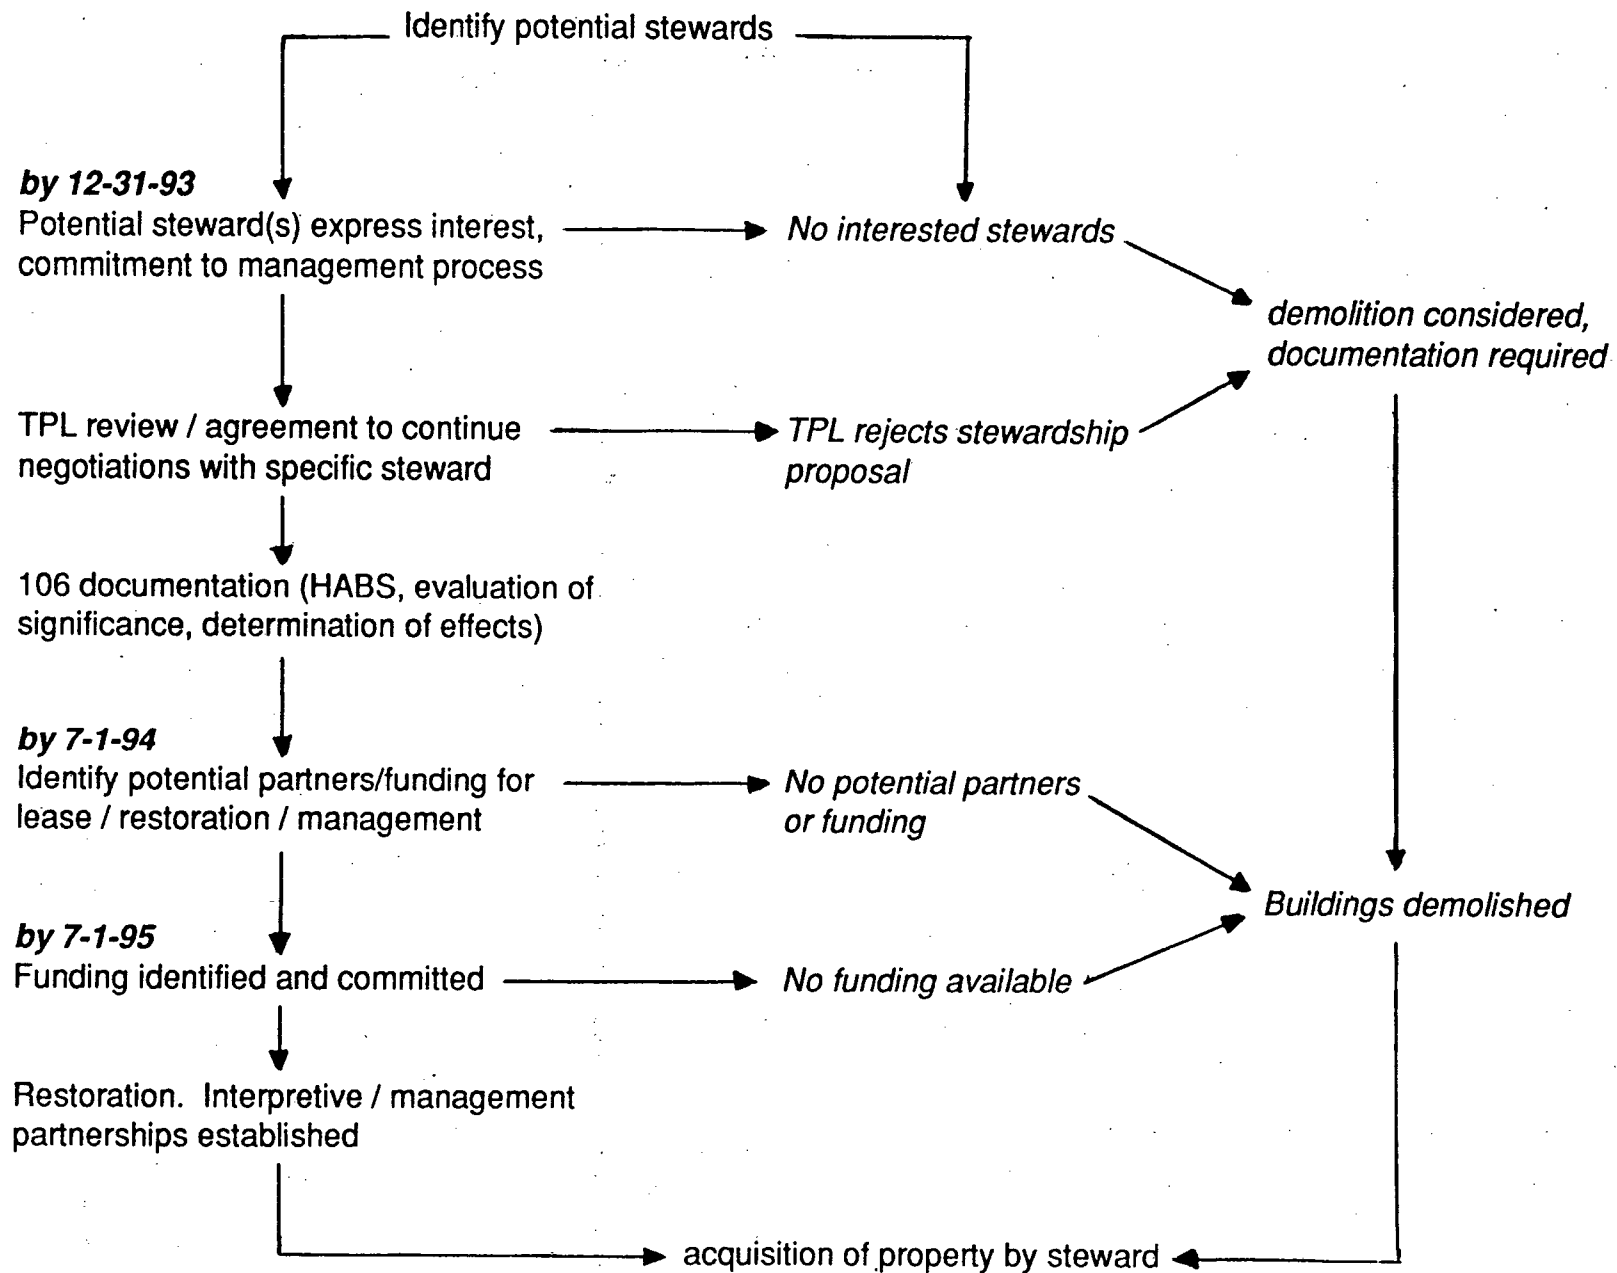 Identify potential stewards
by 12-31-93
Potential steward(s) express interest,
commitment to management process
No interested stewards
demolition considered,
documentation required
TPL review / agreement to continue
negotiations with specific steward
TPL rejects stewardship
proposal
106 documentation (HABS, evaluation of
significance, determination of effects)
by 7-1-94
Identify potential partners/funding for
lease / restoration / management
No potential partners
or funding
Buildings demolished
by 7-1-95
Funding identified and committed
No funding available
Restoration. Interpretive / management
partnerships established
acquisition of property by steward